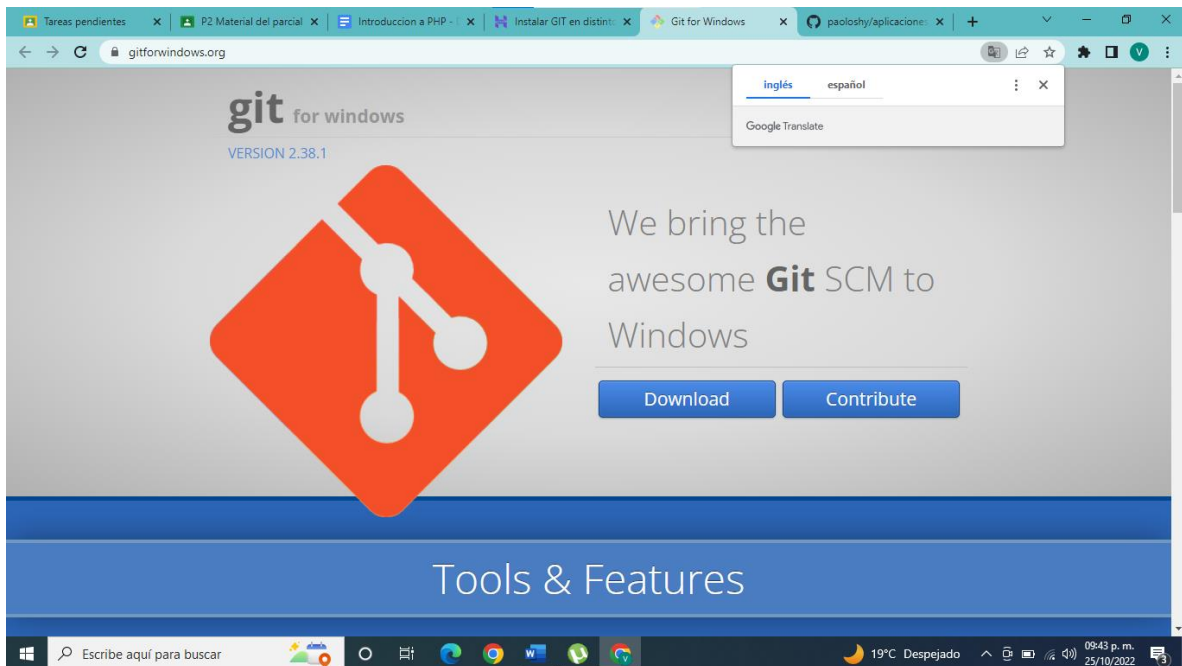 Tareas pendientes
P2 Material del parcial
Introduccion a PHP -
Instalar GIT en distint
Git for Windows
paoloshy/aplicacione
gitforwindows.org
inglés español
Google Translate
git for windows
VERSION 2.38.1
We bring the
awesome Git SCM to
Windows
Download Contribute
Tools & Features
Escribe aquí para buscar
19°C Despejado
09:43 p. m.
25/10/2022
3